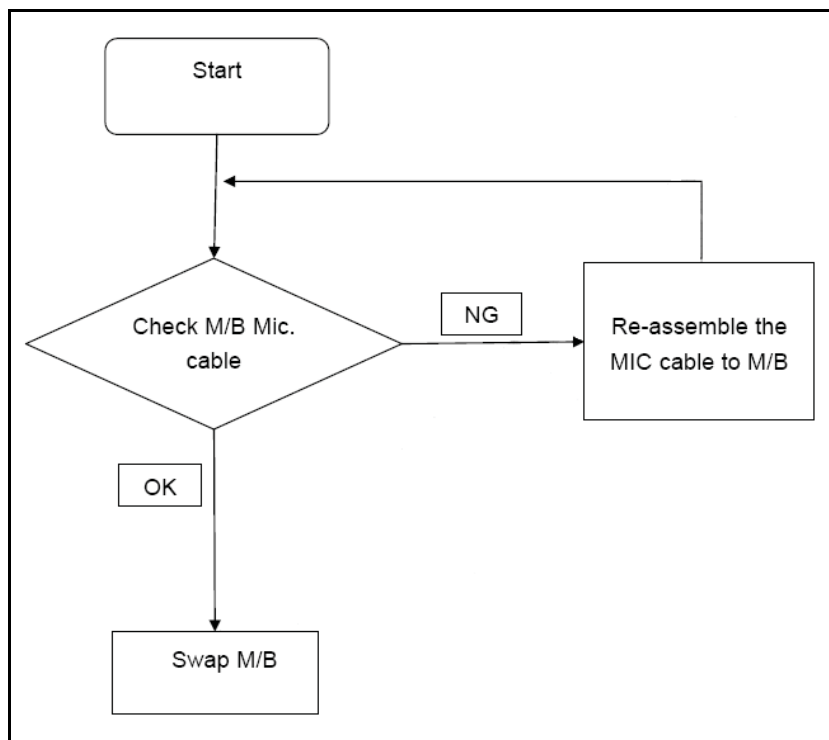 Start
Check M/B Mic.
cable
NG
Re-assemble the
MIC cable to M/B
OK
Swap M/B